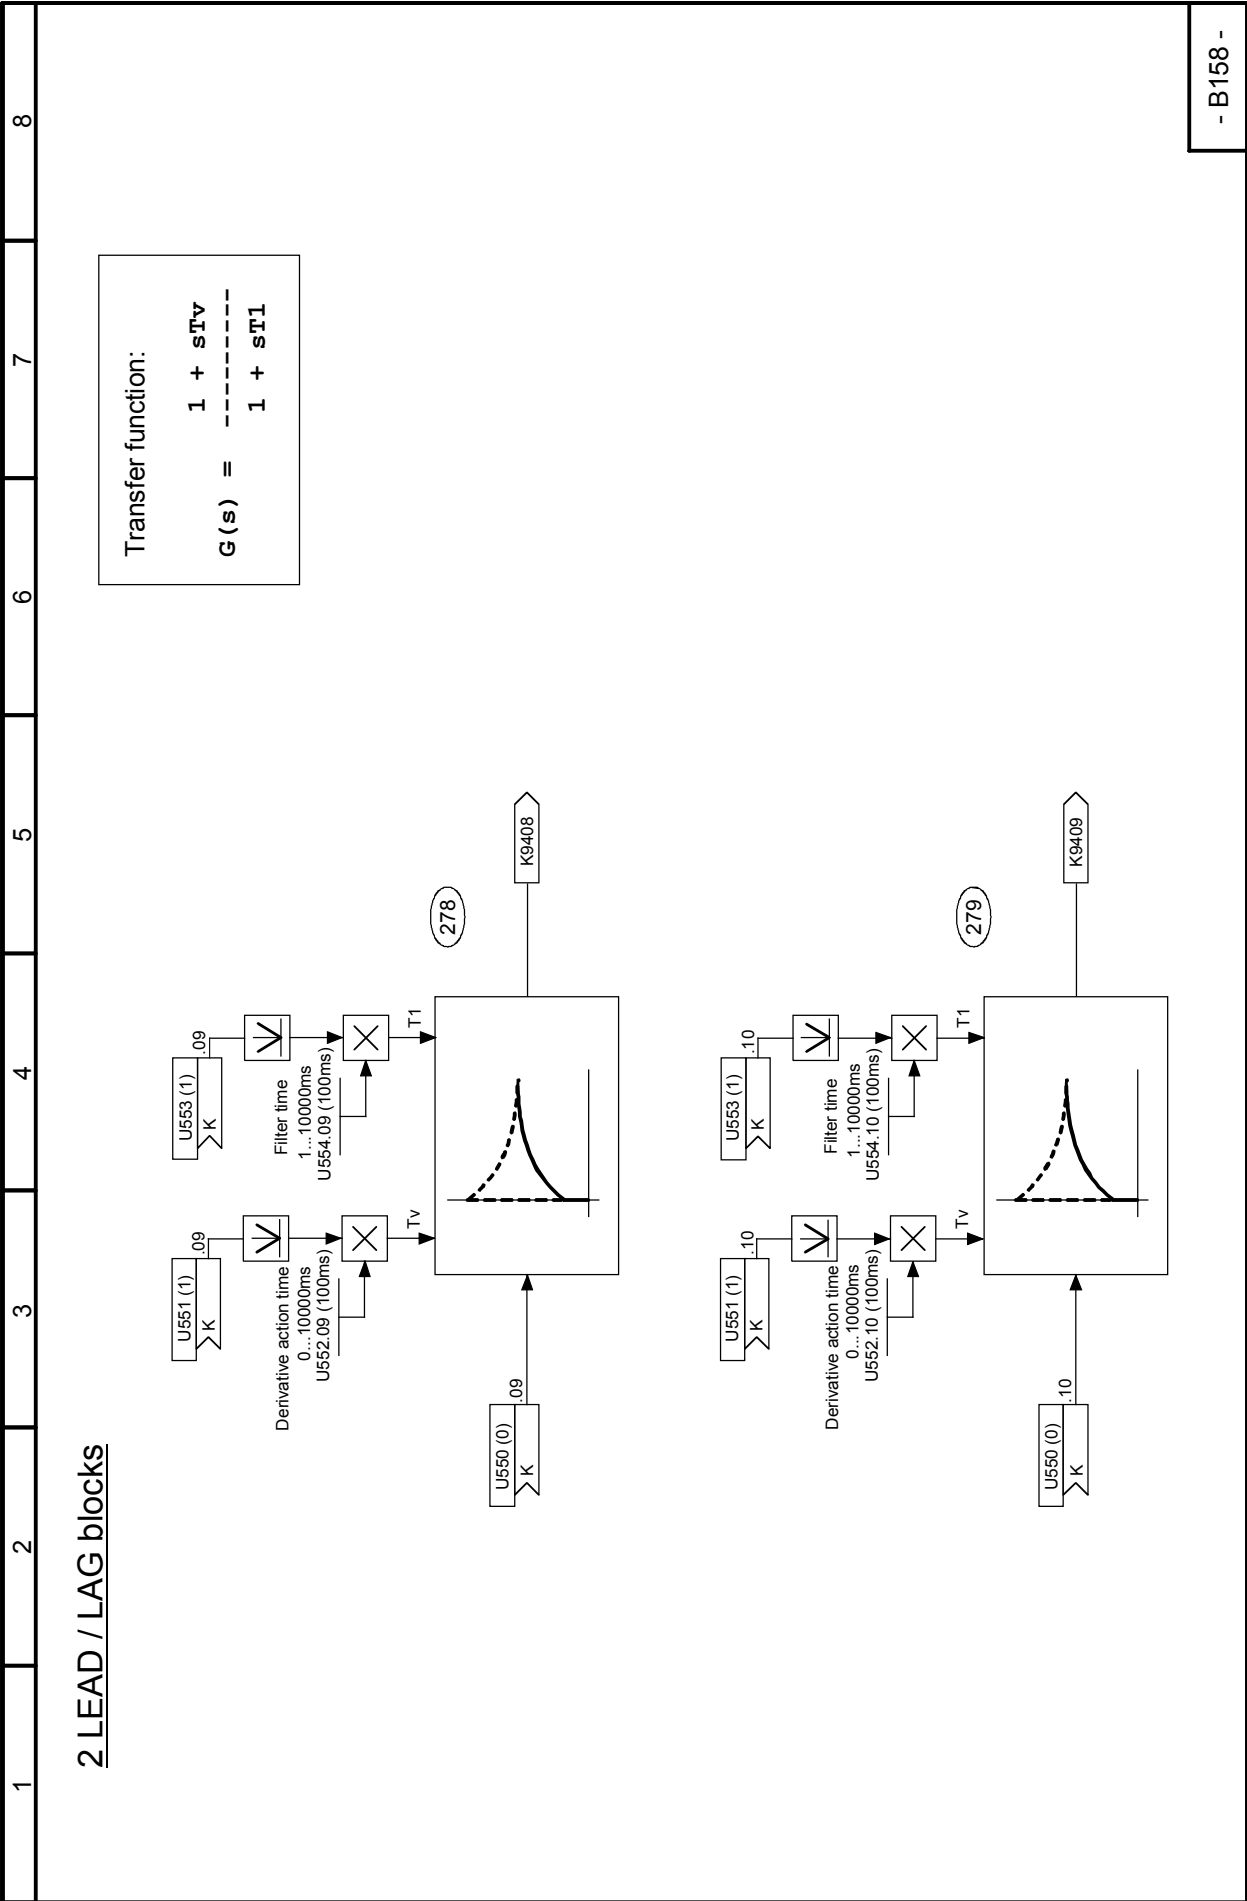 1 2 3 4 5 6 7 8
2 LEAD / LAG blocks
Transfer function:
1 + sTv
G(s) = ----------
1 + sT1
U551 (1)
K
.09
U553 (1)
K
.09
Derivative action time
0...10000ms
U552.09 (100ms)
Filter time
1...10000ms
U554.09 (100ms)
Tv
T1
278
U550 (0)
K
.09
K9408
U551 (1)
K
.10
U553 (1)
K
.10
Derivative action time
0...10000ms
U552.10 (100ms)
Filter time
1...10000ms
U554.10 (100ms)
Tv
T1
279
U550 (0)
K
.10
K9409
- B158 -